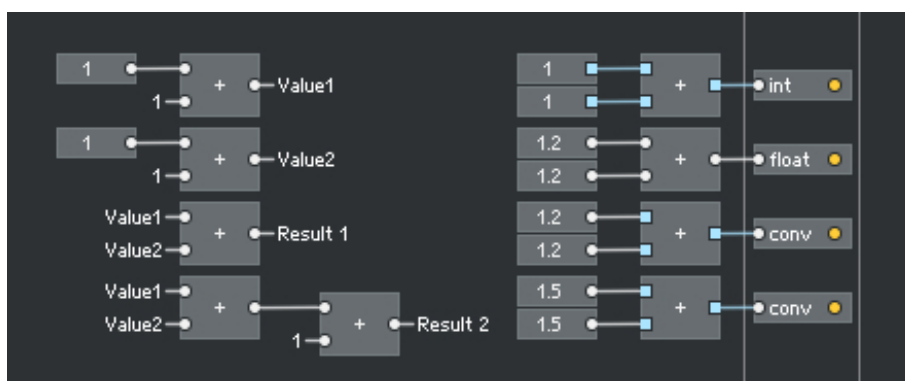 1 + Value1 1 + int
1 1
1 + Value2 1.2 + float
1 1.2
Value1 + Result 1 1.2 + conv
Value2 1.2
Value1 + 1.5 + conv
Value2 + Result 2 1.5
1